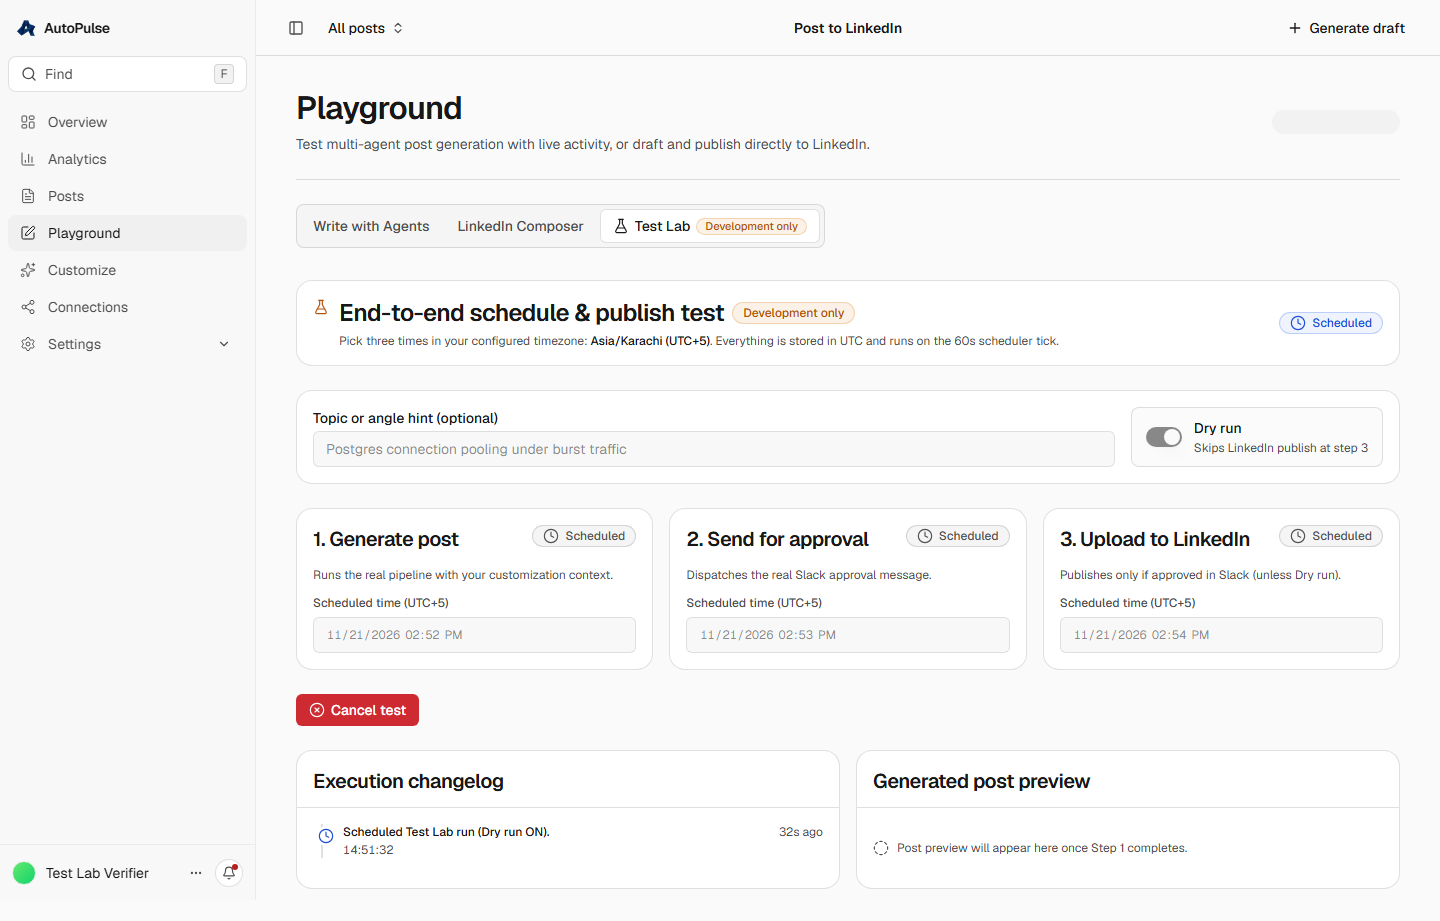 AutoPulse
All posts
Post to LinkedIn
Generate draft
Find
F
Overview
Analytics
Posts
Playground
Customize
Connections
Settings
Playground
Test multi-agent post generation with live activity, or draft and publish directly to LinkedIn.
Write with Agents
LinkedIn Composer
Test Lab
Development only
End-to-end schedule & publish test
Development only
Pick three times in your configured timezone: Asia/Karachi (UTC+5). Everything is stored in UTC and runs on the 60s scheduler tick.
Scheduled
Topic or angle hint (optional)
Postgres connection pooling under burst traffic
Dry run
Skips LinkedIn publish at step 3
1. Generate post
Scheduled
Runs the real pipeline with your customization context.
Scheduled time (UTC+5)
11/21/2026 02:52 PM
2. Send for approval
Scheduled
Dispatches the real Slack approval message.
Scheduled time (UTC+5)
11/21/2026 02:53 PM
3. Upload to LinkedIn
Scheduled
Publishes only if approved in Slack (unless Dry run).
Scheduled time (UTC+5)
11/21/2026 02:54 PM
Cancel test
Execution changelog
Scheduled Test Lab run (Dry run ON).
32s ago
14:51:32
Generated post preview
Post preview will appear here once Step 1 completes.
Test Lab Verifier